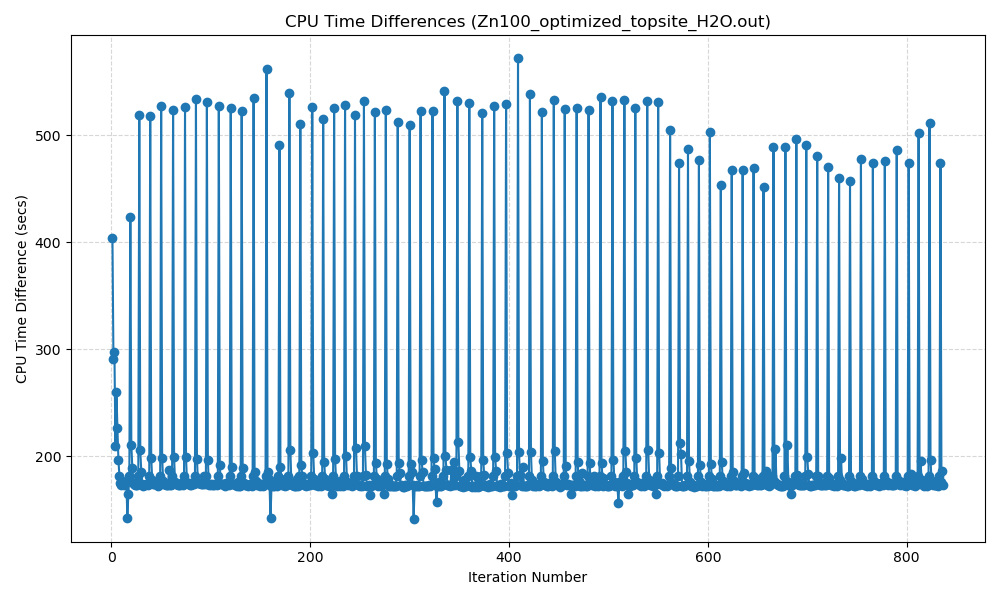 CPU Time Differences (Zn100_optimized_topsite_H2O.out)
CPU Time Difference (secs)
500
400
300
200
0 200 400 600 800
Iteration Number